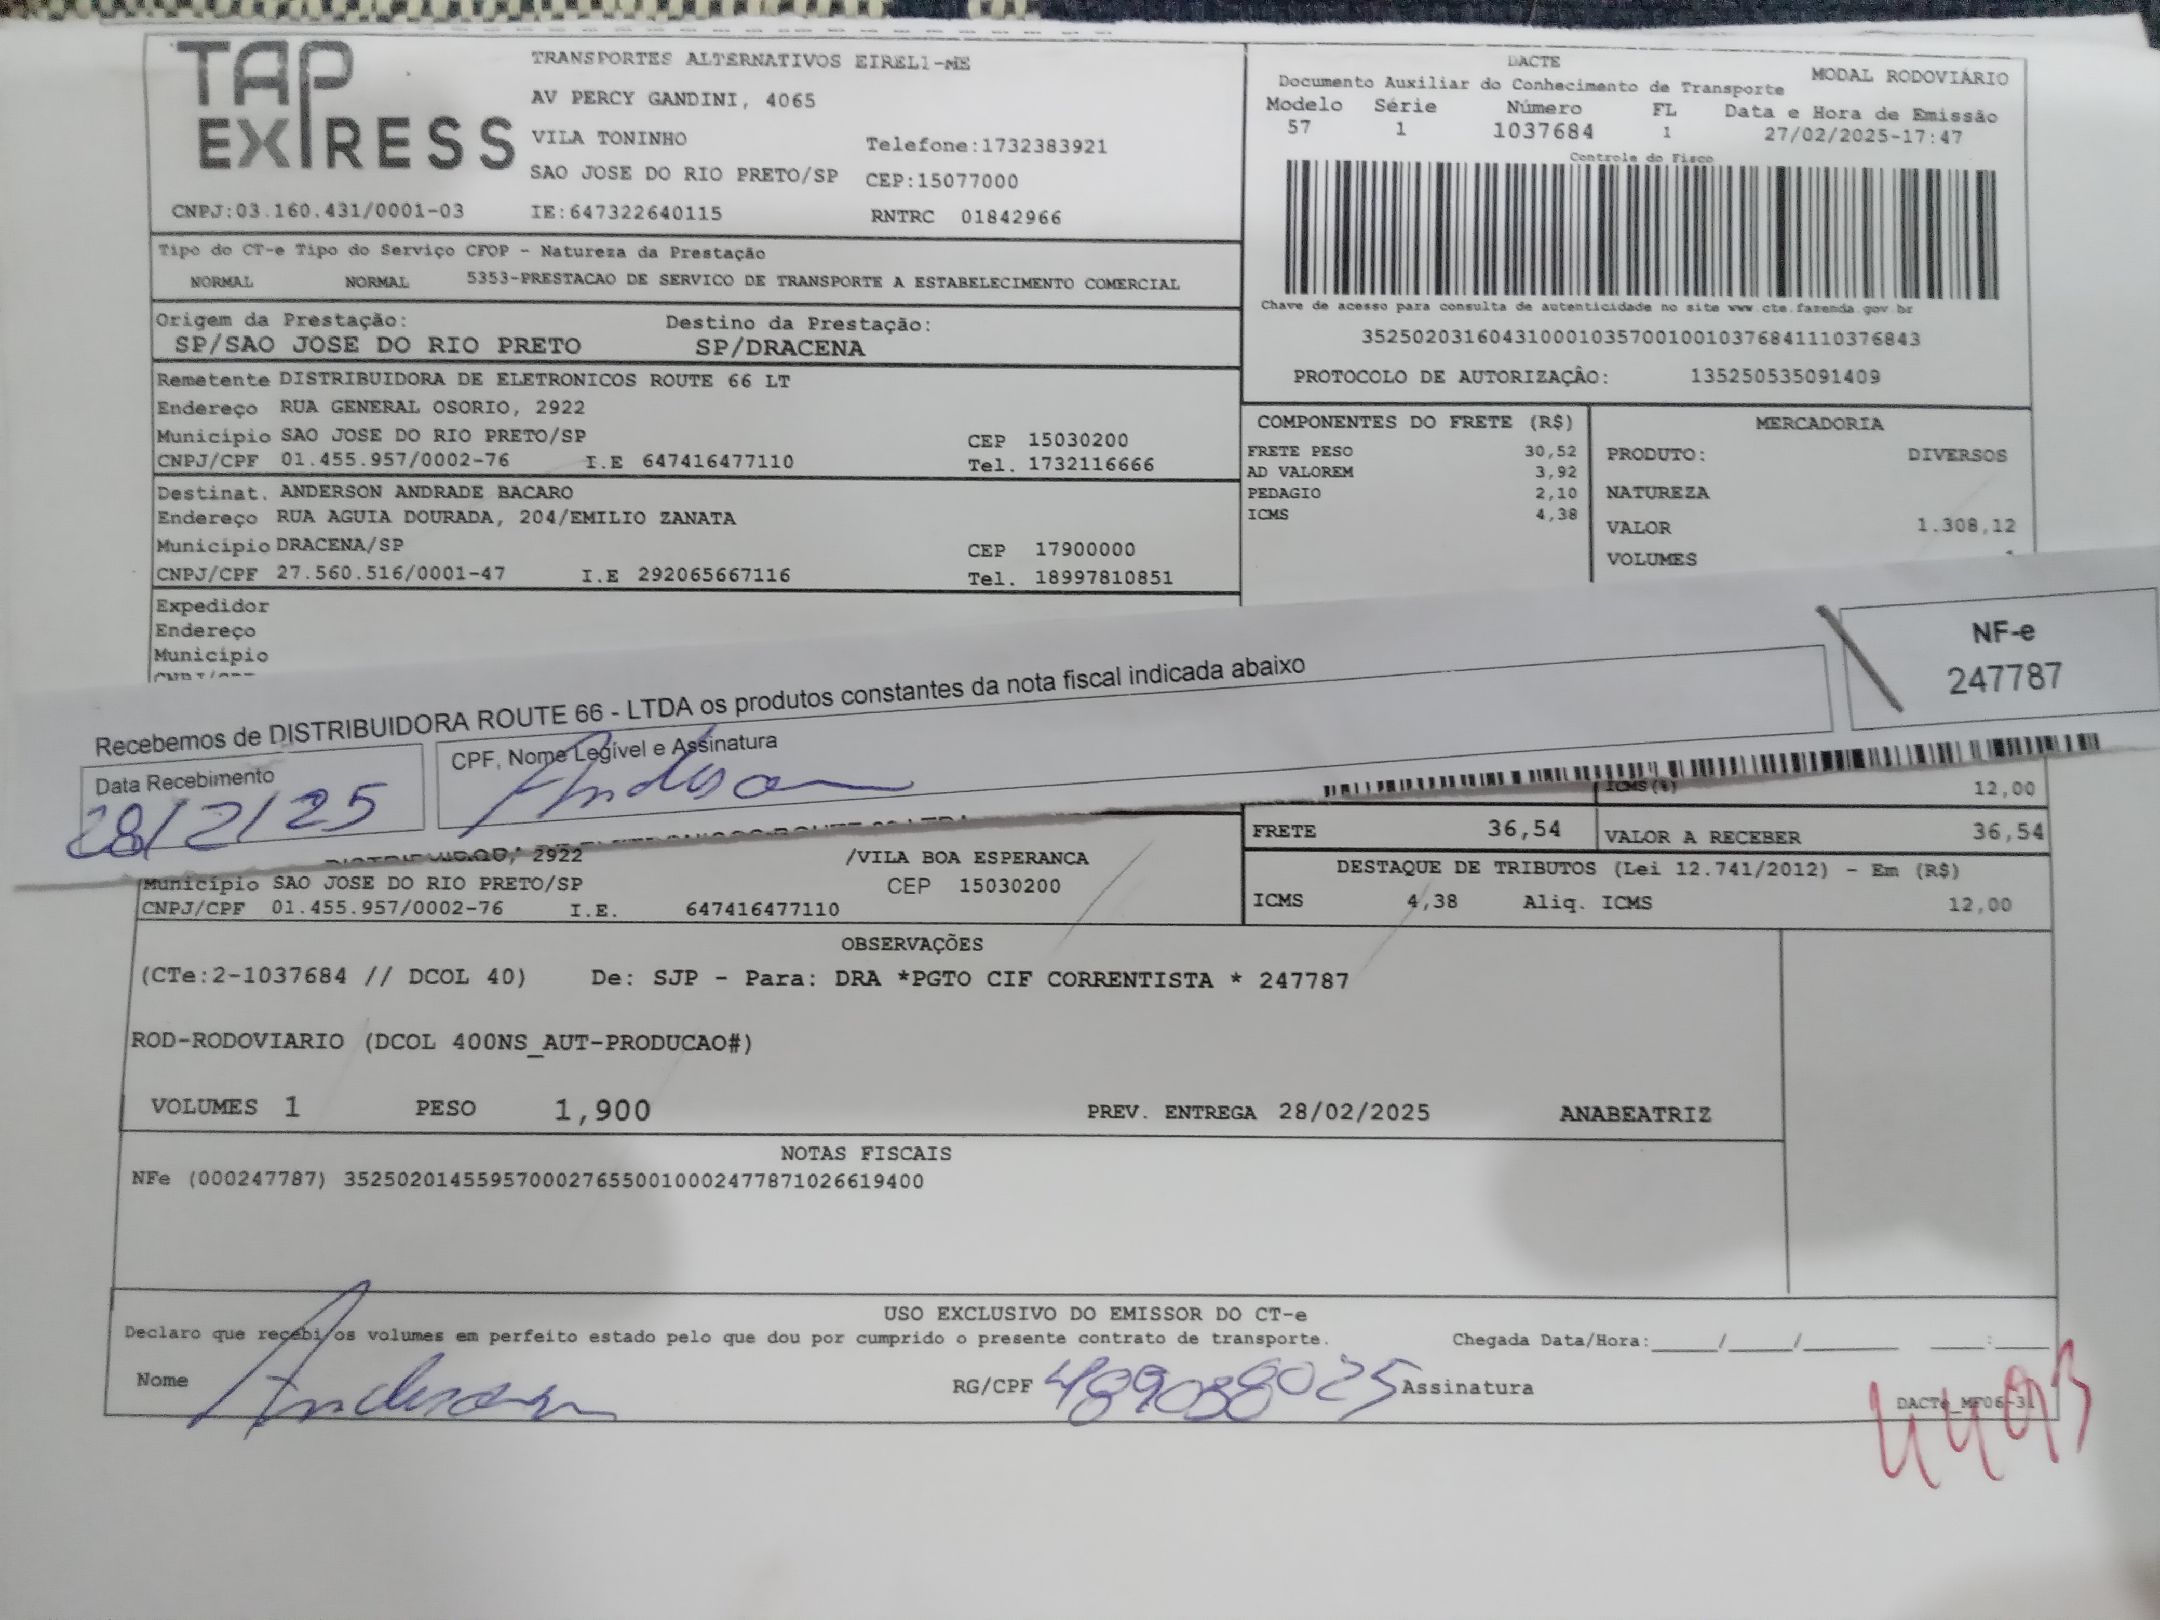 TAP EXPRESS
TRANSPORTES ALTERNATIVOS EIRELI-ME
AV PERCY GANDINI, 4065
VILA TONINHO Telefone:1732383921
SAO JOSE DO RIO PRETO/SP CEP:15077000
CNPJ:03.160.431/0001-03 IE:647322640115 RNTRC 01842966
DACTE
MODAL RODOVIÁRIO
Documento Auxiliar do Conhecimento de Transporte
Modelo Série Número FL Data e Hora de Emissão
57 1 1037684 1 27/02/2025-17:47
Controle do Fisco
Chave de acesso para consulta de autenticidade no site www.cte.fazenda.gov.br
35250203160431000103570010010376841110376843
PROTOCOLO DE AUTORIZAÇÂO: 135250535091409
Tipo do CT-e Tipo do Serviço CFOP - Natureza da Prestação
NORMAL NORMAL 5353-PRESTACAO DE SERVICO DE TRANSPORTE A ESTABELECIMENTO COMERCIAL
Origem da Prestação: Destino da Prestação:
SP/SAO JOSE DO RIO PRETO SP/DRACENA
Remetente DISTRIBUIDORA DE ELETRONICOS ROUTE 66 LT
Endereço RUA GENERAL OSORIO, 2922
Município SAO JOSE DO RIO PRETO/SP CEP 15030200
CNPJ/CPF 01.455.957/0002-76 I.E 647416477110 Tel. 1732116666
Destinat. ANDERSON ANDRADE BACARO
Endereço RUA AGUIA DOURADA, 204/EMILIO ZANATA
Município DRACENA/SP CEP 17900000
CNPJ/CPF 27.560.516/0001-47 I.E 292065667116 Tel. 18997810851
Expedidor
Endereço
Município
COMPONENTES DO FRETE (R$)
FRETE PESO 30,52
AD VALOREM 3,92
PEDAGIO 2,10
ICMS 4,38
MERCADORIA
PRODUTO: DIVERSOS
NATUREZA
VALOR 1.308,12
VOLUMES
Recebemos de DISTRIBUIDORA ROUTE 66 - LTDA os produtos constantes da nota fiscal indicada abaixo
NF-e
247787
Data Recebimento
28/2/25
CPF, Nome Legível e Assinatura
Anderson
ICMS(%) 12,00
FRETE 36,54 VALOR A RECEBER 36,54
2922 /VILA BOA ESPERANCA
Município SAO JOSE DO RIO PRETO/SP CEP 15030200
CNPJ/CPF 01.455.957/0002-76 I.E. 647416477110
DESTAQUE DE TRIBUTOS (Lei 12.741/2012) - Em (R$)
ICMS 4,38 Aliq. ICMS 12,00
OBSERVAÇÕES
(CTe:2-1037684 // DCOL 40) De: SJP - Para: DRA *PGTO CIF CORRENTISTA * 247787
ROD-RODOVIARIO (DCOL 400NS_AUT-PRODUCAO#)
VOLUMES 1 PESO 1,900 PREV. ENTREGA 28/02/2025 ANABEATRIZ
NOTAS FISCAIS
NFe (000247787) 35250201455957000276550010002477871026619400
USO EXCLUSIVO DO EMISSOR DO CT-e
Declaro que recebi os volumes em perfeito estado pelo que dou por cumprido o presente contrato de transporte. Chegada Data/Hora:____/____/______ ___:___
Nome Anderson RG/CPF 489038025 Assinatura